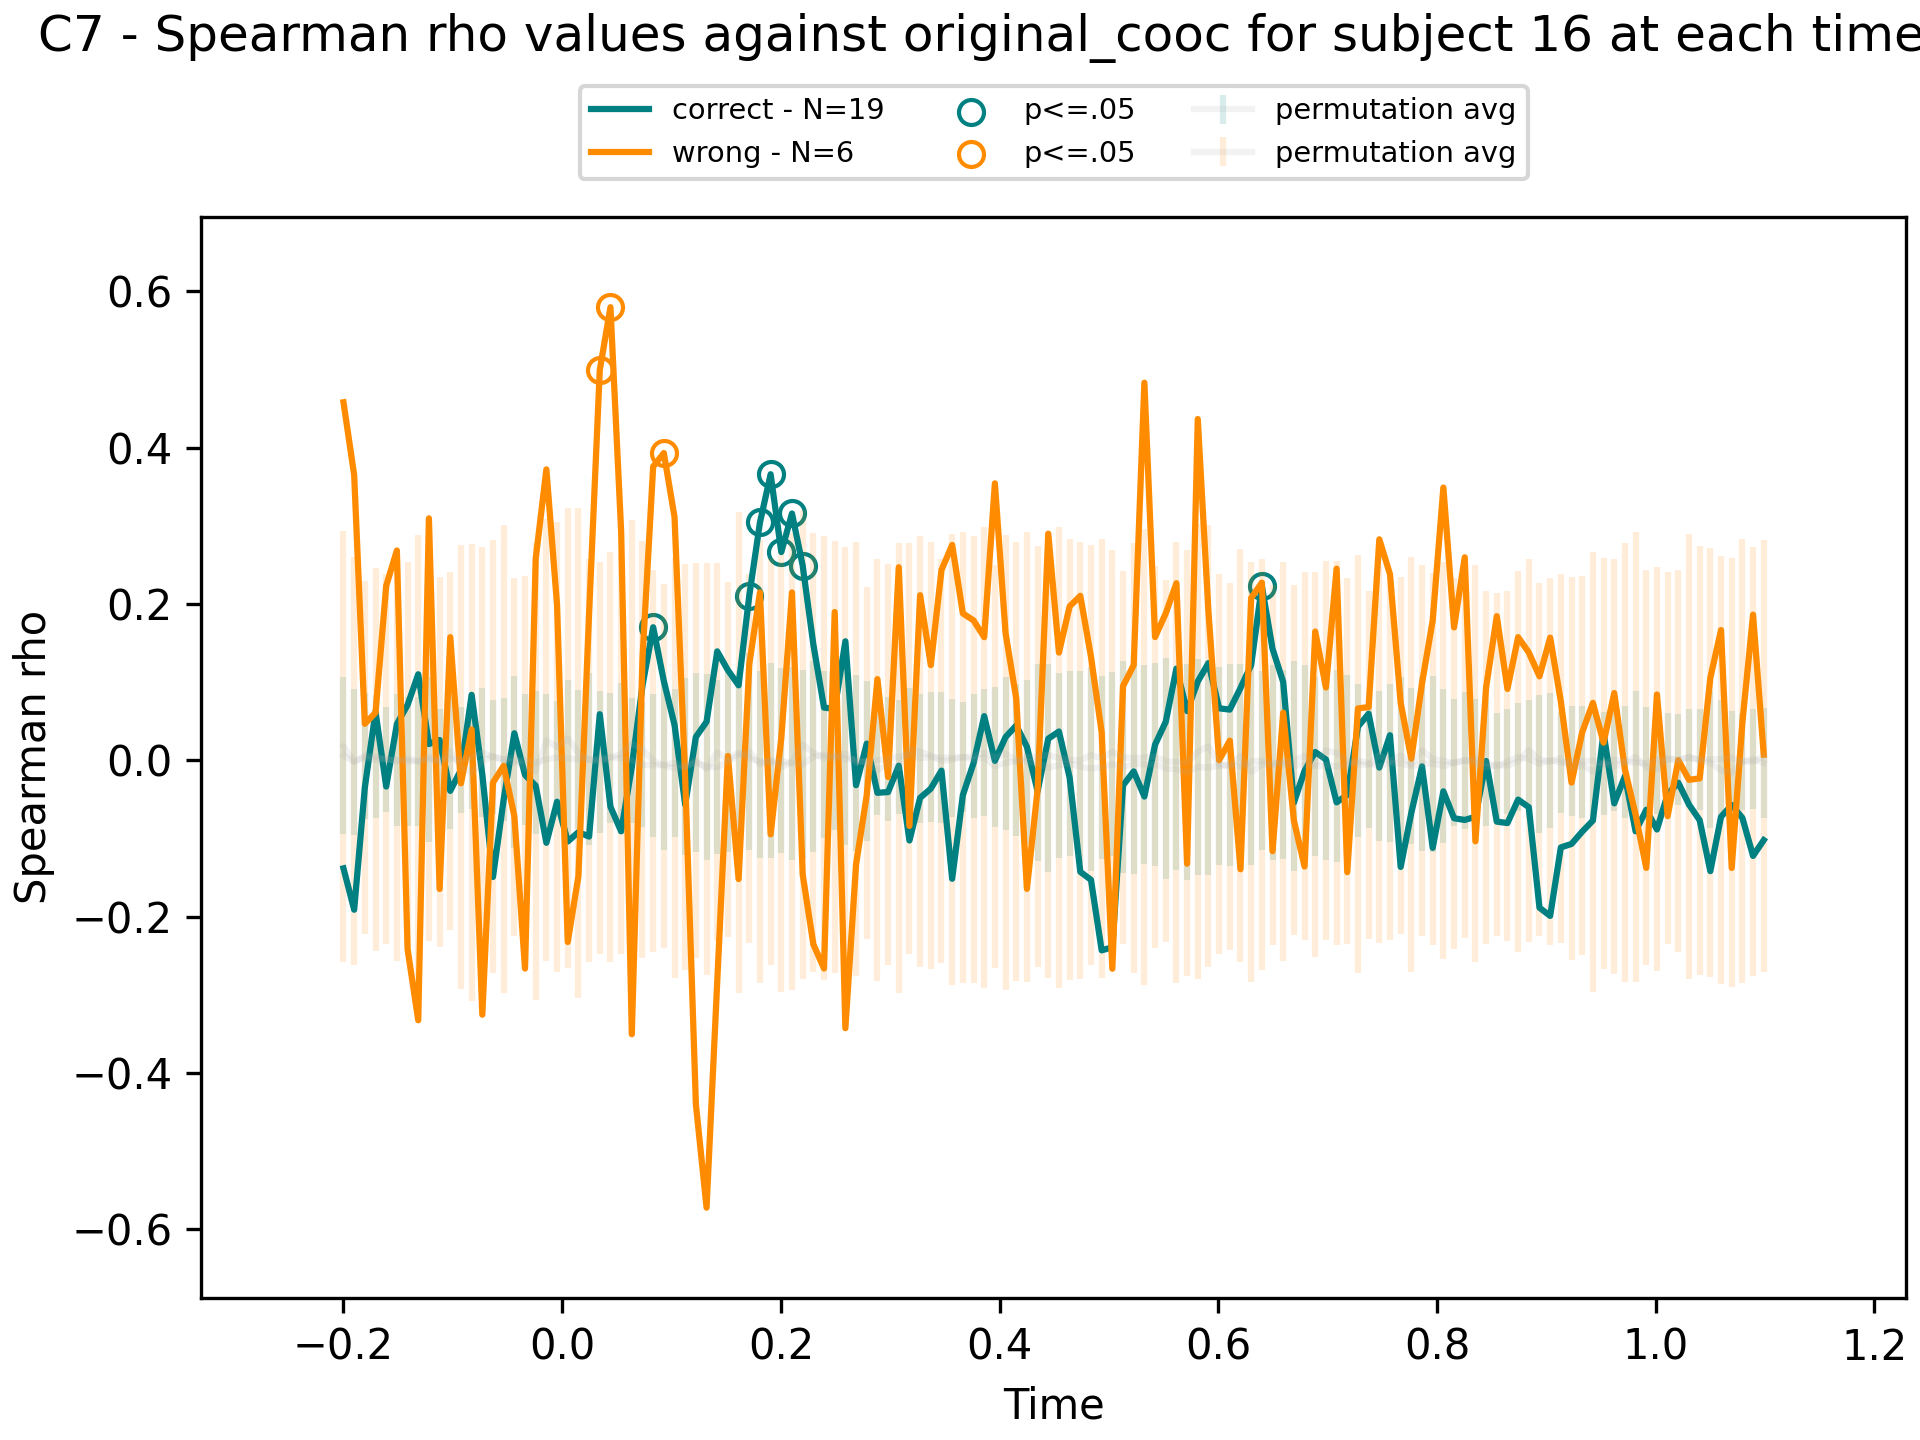 C7 - Spearman rho values against original_cooc for subject 16 at each time
correct - N=19
wrong - N=6
p<=.05
p<=.05
permutation avg
permutation avg
Spearman rho
0.6
0.4
0.2
0.0
−0.2
−0.4
−0.6
−0.2
0.0
0.2
0.4
0.6
0.8
1.0
1.2
Time